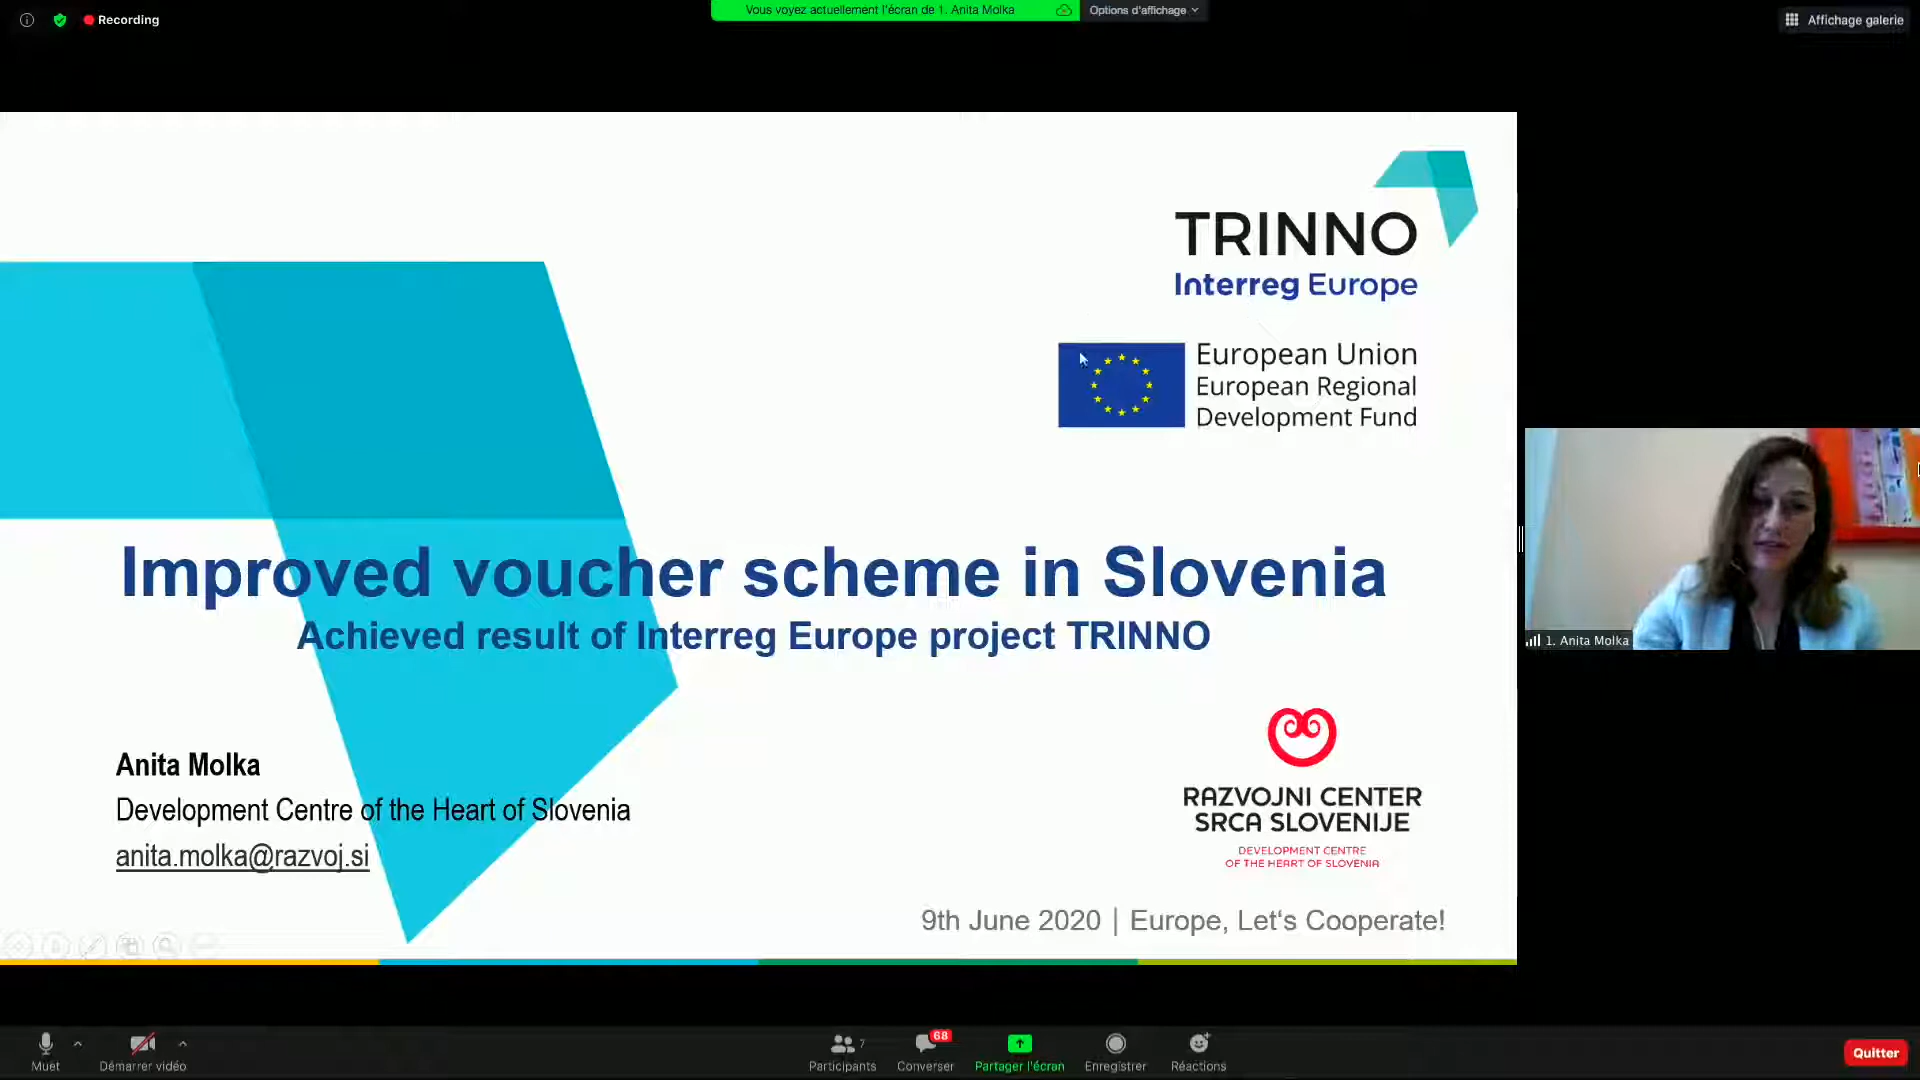 Recording
Vous voyez actuellement l'écran de 1. Anita Molka
Options d'affichage
Affichage galerie
TRINNO
Interreg Europe
European Union
European Regional
Development Fund
Improved voucher scheme in Slovenia
Achieved result of Interreg Europe project TRINNO
1. Anita Molka
Anita Molka
Development Centre of the Heart of Slovenia
anita.molka@razvoj.si
RAZVOJNI CENTER
SRCA SLOVENIJE
DEVELOPMENT CENTRE
OF THE HEART OF SLOVENIA
9th June 2020 | Europe, Let‘s Cooperate!
Muet
Démarrer vidéo
Participants
7
Converser
68
Partager l'écran
Enregistrer
Réactions
Quitter